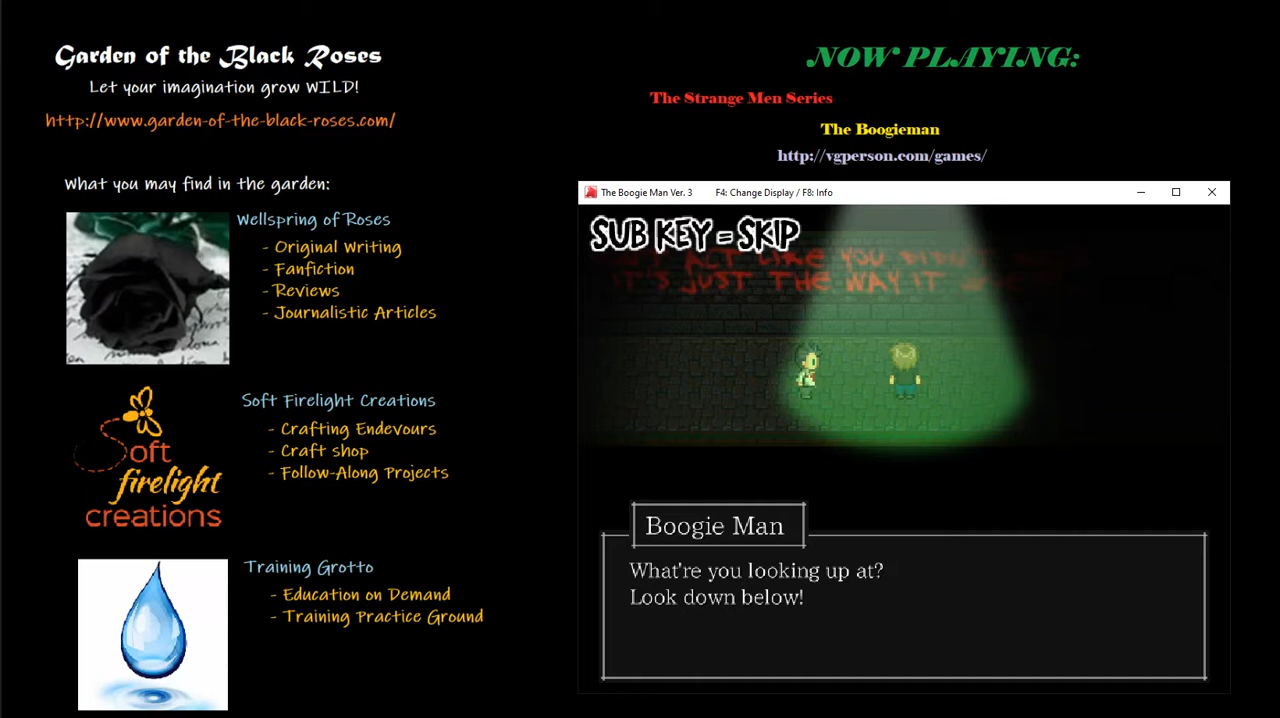 Garden of the Black Roses
Let your imagination grow WILD!
http://www.garden-of-the-black-roses.com/
What you may find in the garden:
Wellspring of Roses
- Original Writing
- Fanfiction
- Reviews
- Journalistic Articles
Soft Firelight Creations
- Crafting Endevours
- Craft shop
- Follow-Along Projects
Soft
firelight
creations
Training Grotto
- Education on Demand
- Training Practice Ground
NOW PLAYING:
The Strange Men Series
The Boogieman
http://vgperson.com/games/
The Boogie Man Ver. 3 F4: Change Display / F8: Info
SUB KEY = SKIP
ACT LIKE YOU
IT'S JUST THE WAY IT
Boogie Man
What're you looking up at?
Look down below!